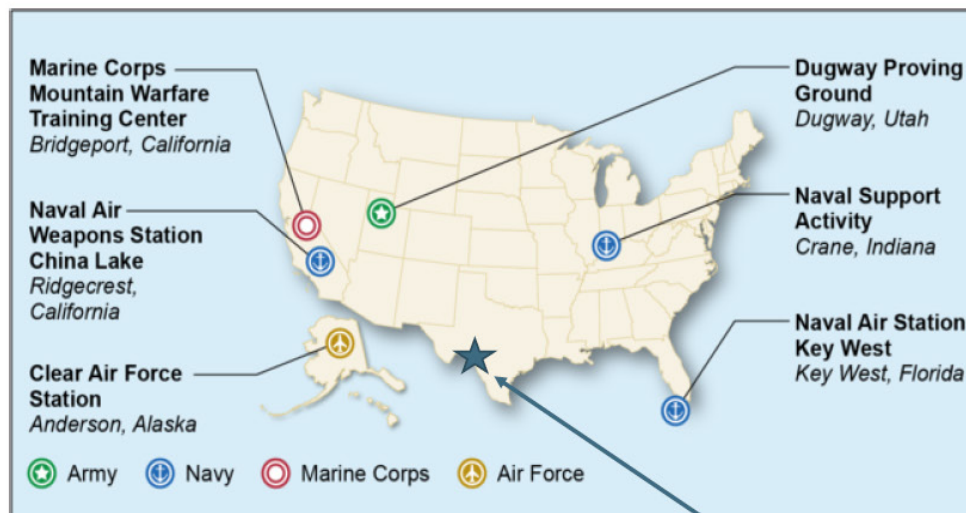 Marine Corps
Mountain Warfare
Training Center
Bridgeport, California
Naval Air
Weapons Station
China Lake
Ridgecrest,
California
Clear Air Force
Station
Anderson, Alaska
Dugway Proving
Ground
Dugway, Utah
Naval Support
Activity
Crane, Indiana
Naval Air Station
Key West
Key West, Florida
Army
Navy
Marine Corps
Air Force